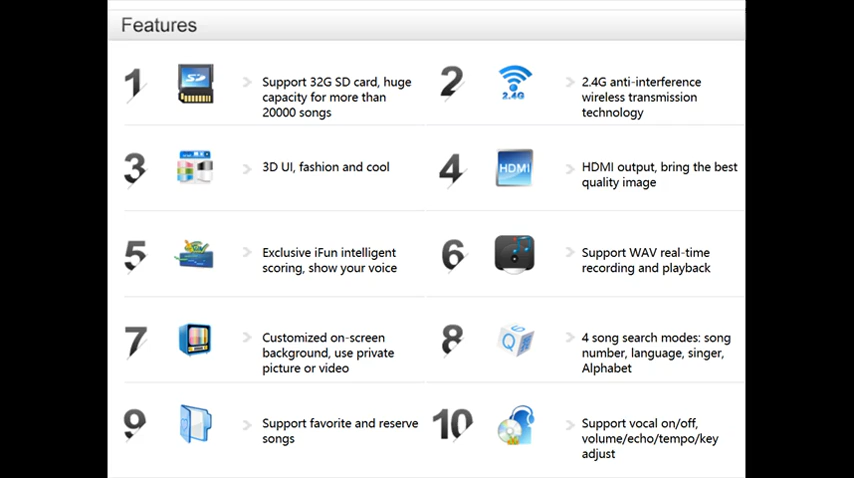 Features
1
Support 32G SD card, huge
capacity for more than
20000 songs
2
2.4G
2.4G anti-interference
wireless transmission
technology
3
3D UI, fashion and cool
4
HDMI
HDMI output, bring the best
quality image
5
Exclusive iFun intelligent
scoring, show your voice
6
Support WAV real-time
recording and playback
7
Customized on-screen
background, use private
picture or video
8
4 song search modes: song
number, language, singer,
Alphabet
9
Support favorite and reserve
songs
10
Support vocal on/off,
volume/echo/tempo/key
adjust